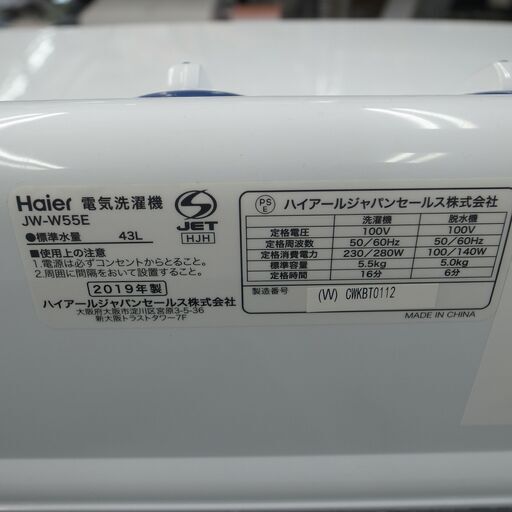 Haier 電気洗濯機
JW-W55E
●標準水量 43L
■使用上の注意
1.電源は必ずコンセントからとること。
2.周囲に間隔をおいて設置すること。
2019年製
ハイアールジャパンセールス株式会社
大阪府大阪市淀川区宮原3-5-36
新大阪トラストタワー7F
S
JET
HJH
PS
E
ハイアールジャパンセールス株式会社
洗濯機 脱水機
定格電圧 100V 100V
定格周波数 50/60Hz 50/60Hz
定格消費電力 230/280W 100/140W
標準容量 5.5kg 5.0kg
定格時間 16分 6分
製造番号 (W) CWKBT0112
MADE IN CHINA